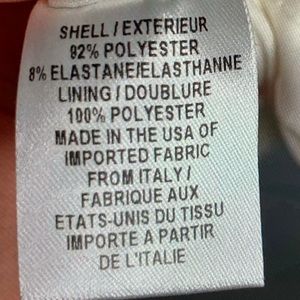 SHELL / EXTERIEUR
92% POLYESTER
8% ELASTANE/ELASTHANNE
LINING / DOUBLURE
100% POLYESTER
MADE IN THE USA OF
IMPORTED FABRIC
FROM ITALY /
FABRIQUE AUX
ETATS-UNIS DU TISSU
IMPORTE A PARTIR
DE L'ITALIE